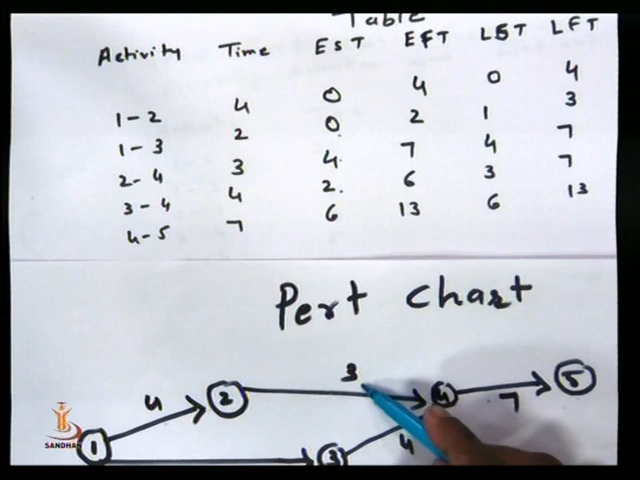 Table
Activity Time EST EFT LST LFT
1-2 4 0 4 0 4
1-3 2 0 2 1 3
2-4 3 4 7 4 7
3-4 4 2 6 3 7
4-5 7 6 13 6 13
Pert Chart
3
4 2 4 7 5
1 3 4
SANDHAN